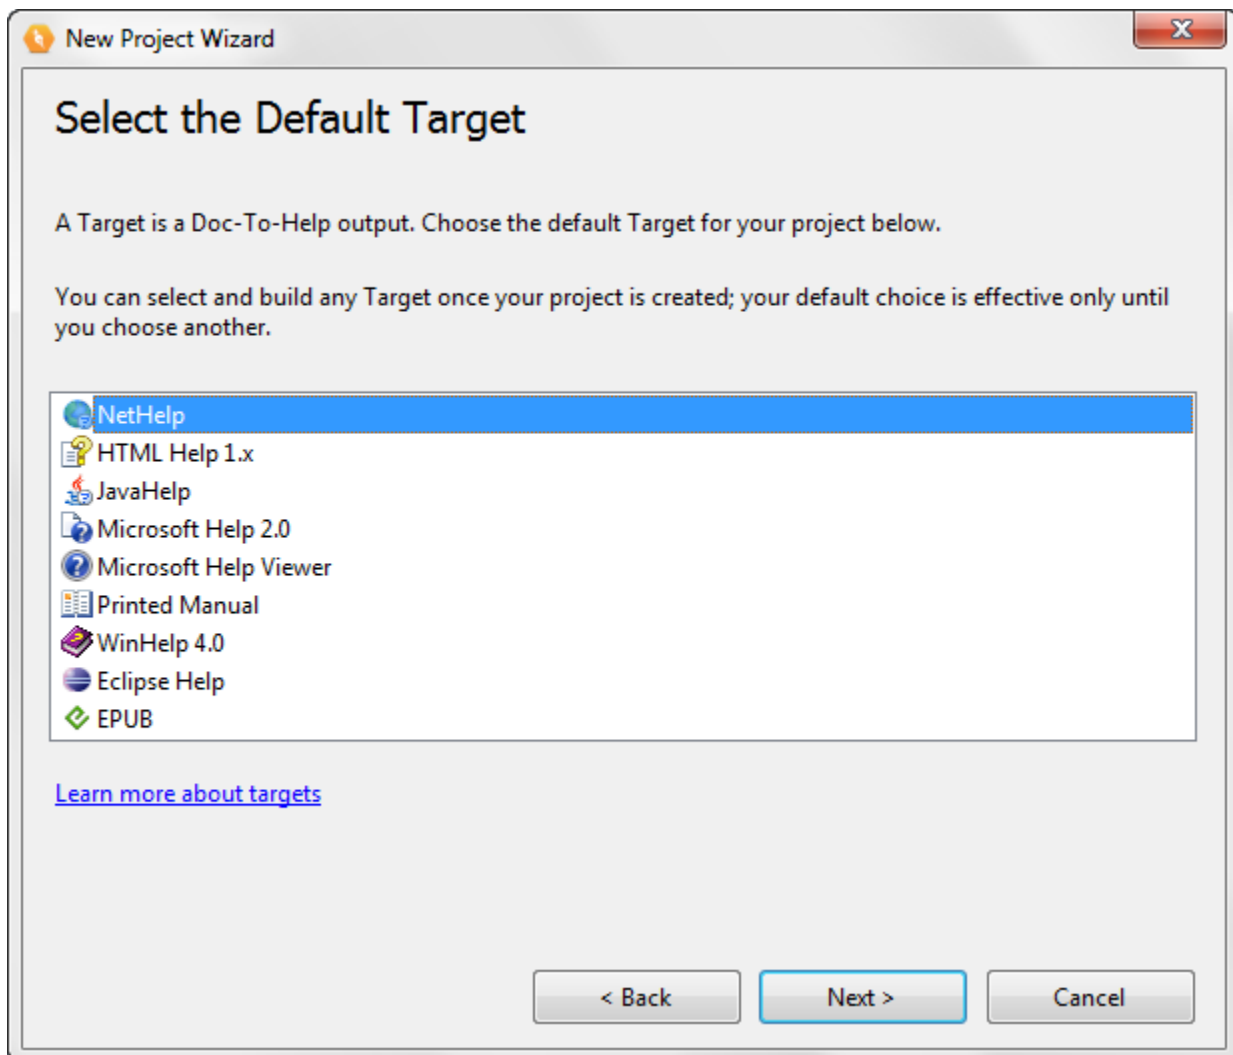 New Project Wizard
Select the Default Target
A Target is a Doc-To-Help output. Choose the default Target for your project below.
You can select and build any Target once your project is created; your default choice is effective only until
you choose another.
NetHelp
HTML Help 1.x
JavaHelp
Microsoft Help 2.0
Microsoft Help Viewer
Printed Manual
WinHelp 4.0
Eclipse Help
EPUB
Learn more about targets
< Back
Next >
Cancel